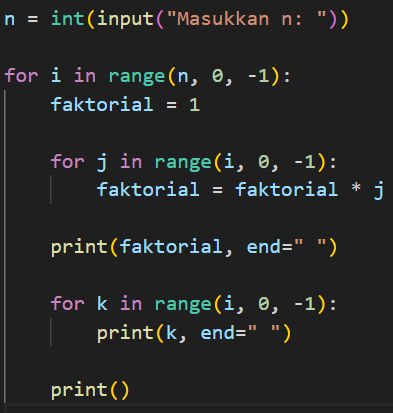 n = int(input("Masukkan n: "))
for i in range(n, 0, -1):
    faktorial = 1
    for j in range(i, 0, -1):
        faktorial = faktorial * j
    print(faktorial, end=" ")
    for k in range(i, 0, -1):
        print(k, end=" ")
    print()